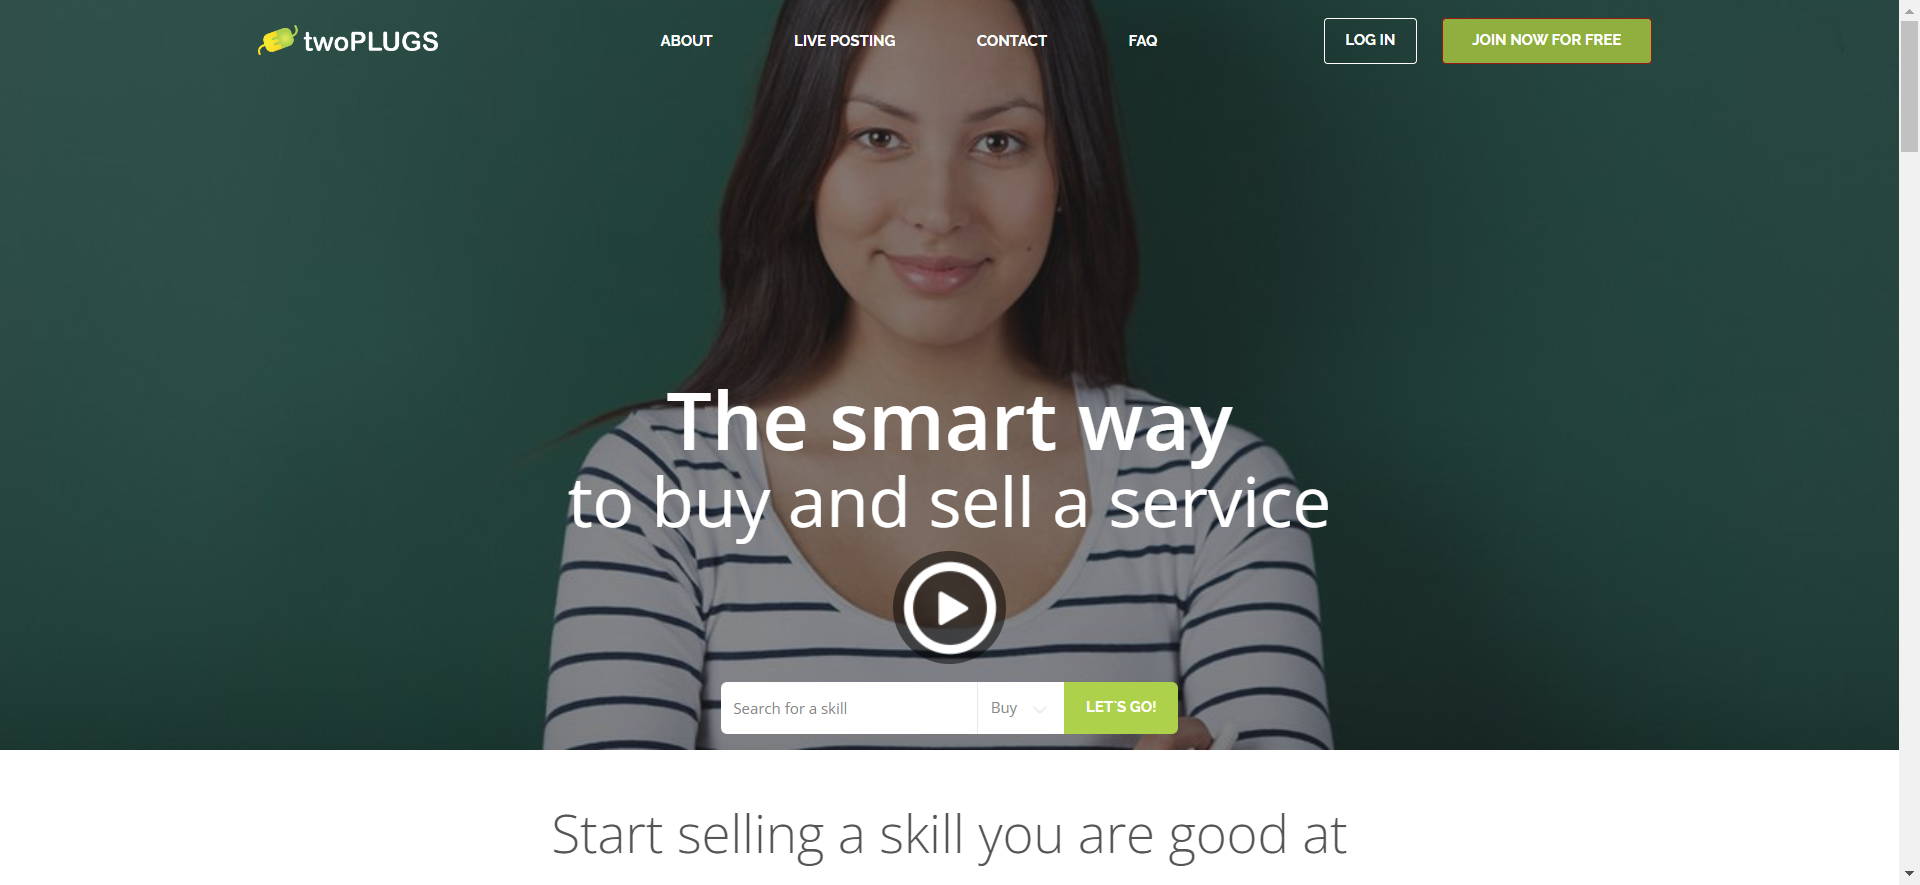 twoPLUGS
ABOUT
LIVE POSTING
CONTACT
FAQ
LOG IN
JOIN NOW FOR FREE
The smart way
to buy and sell a service
Search for a skill
Buy
LET'S GO!
Start selling a skill you are good at